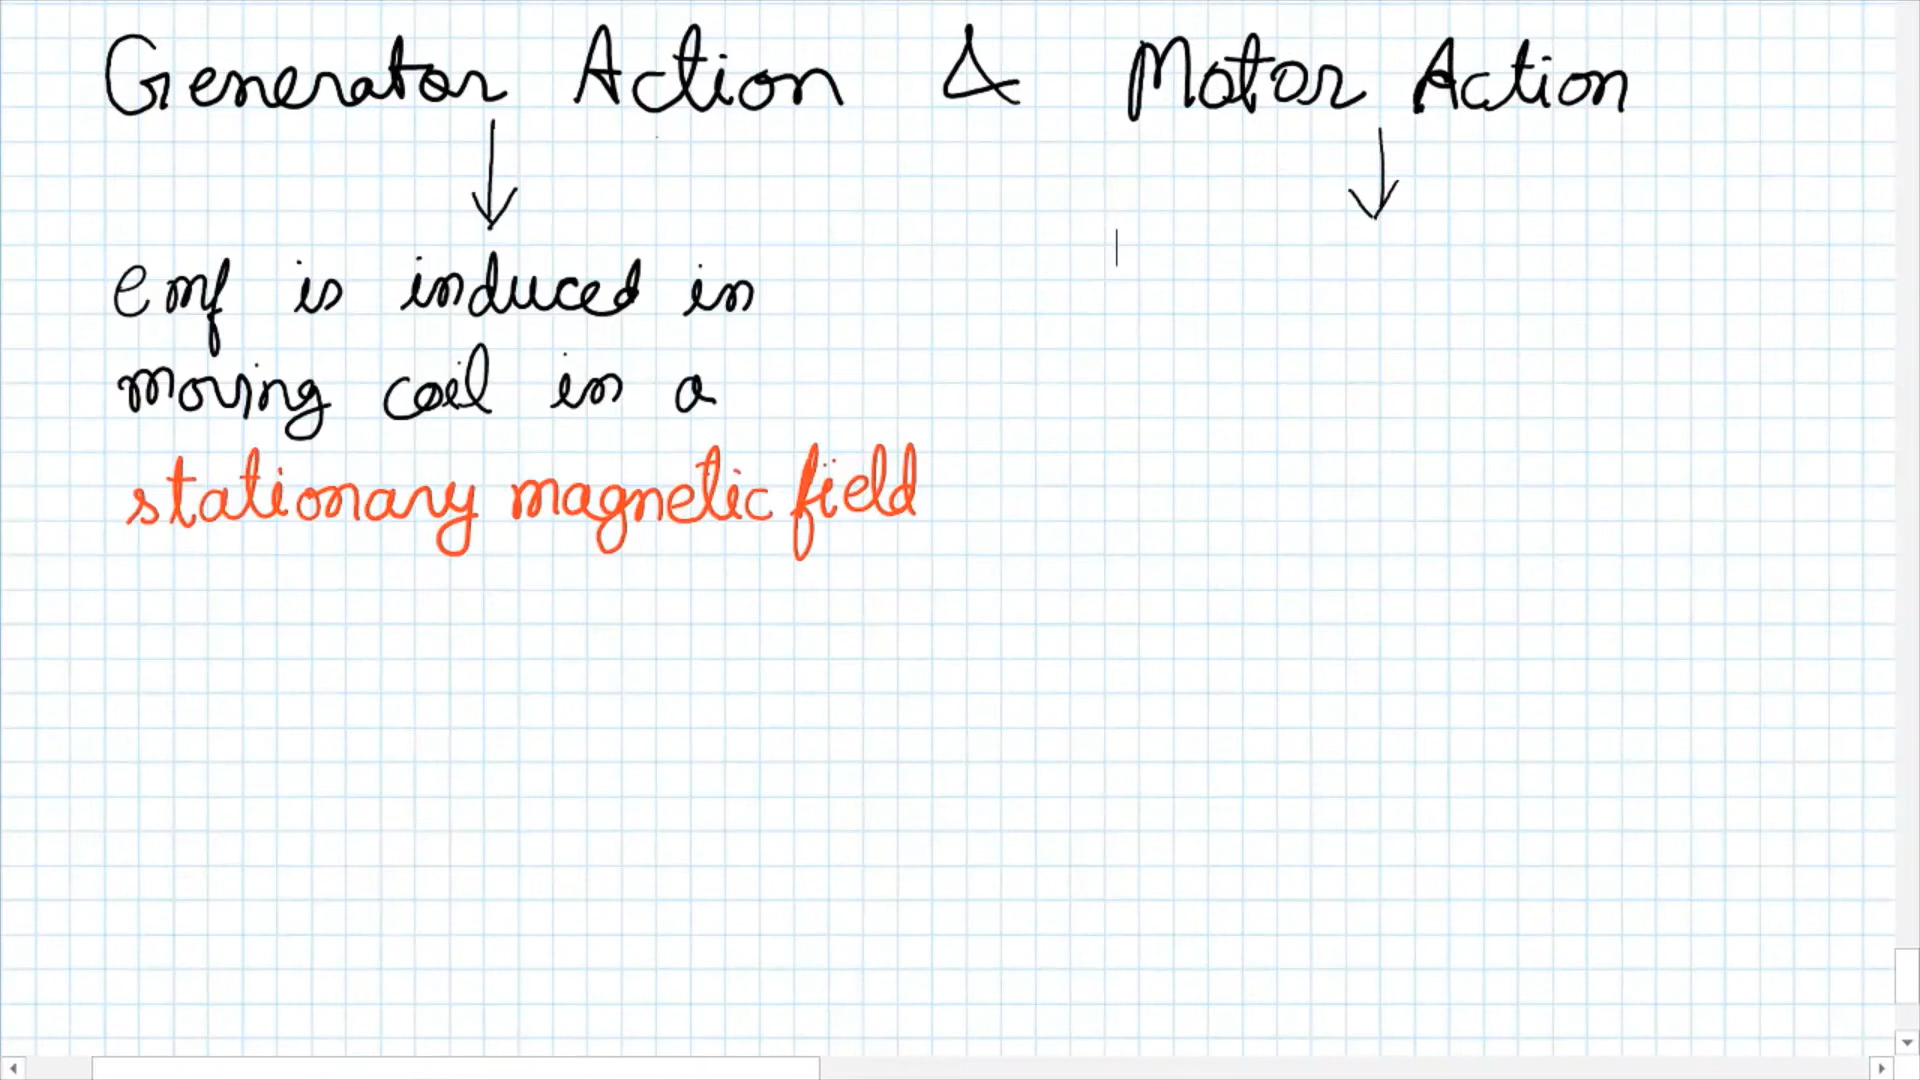 Generator Action & Motor Action
emf is induced in
moving coil in a
stationary magnetic field